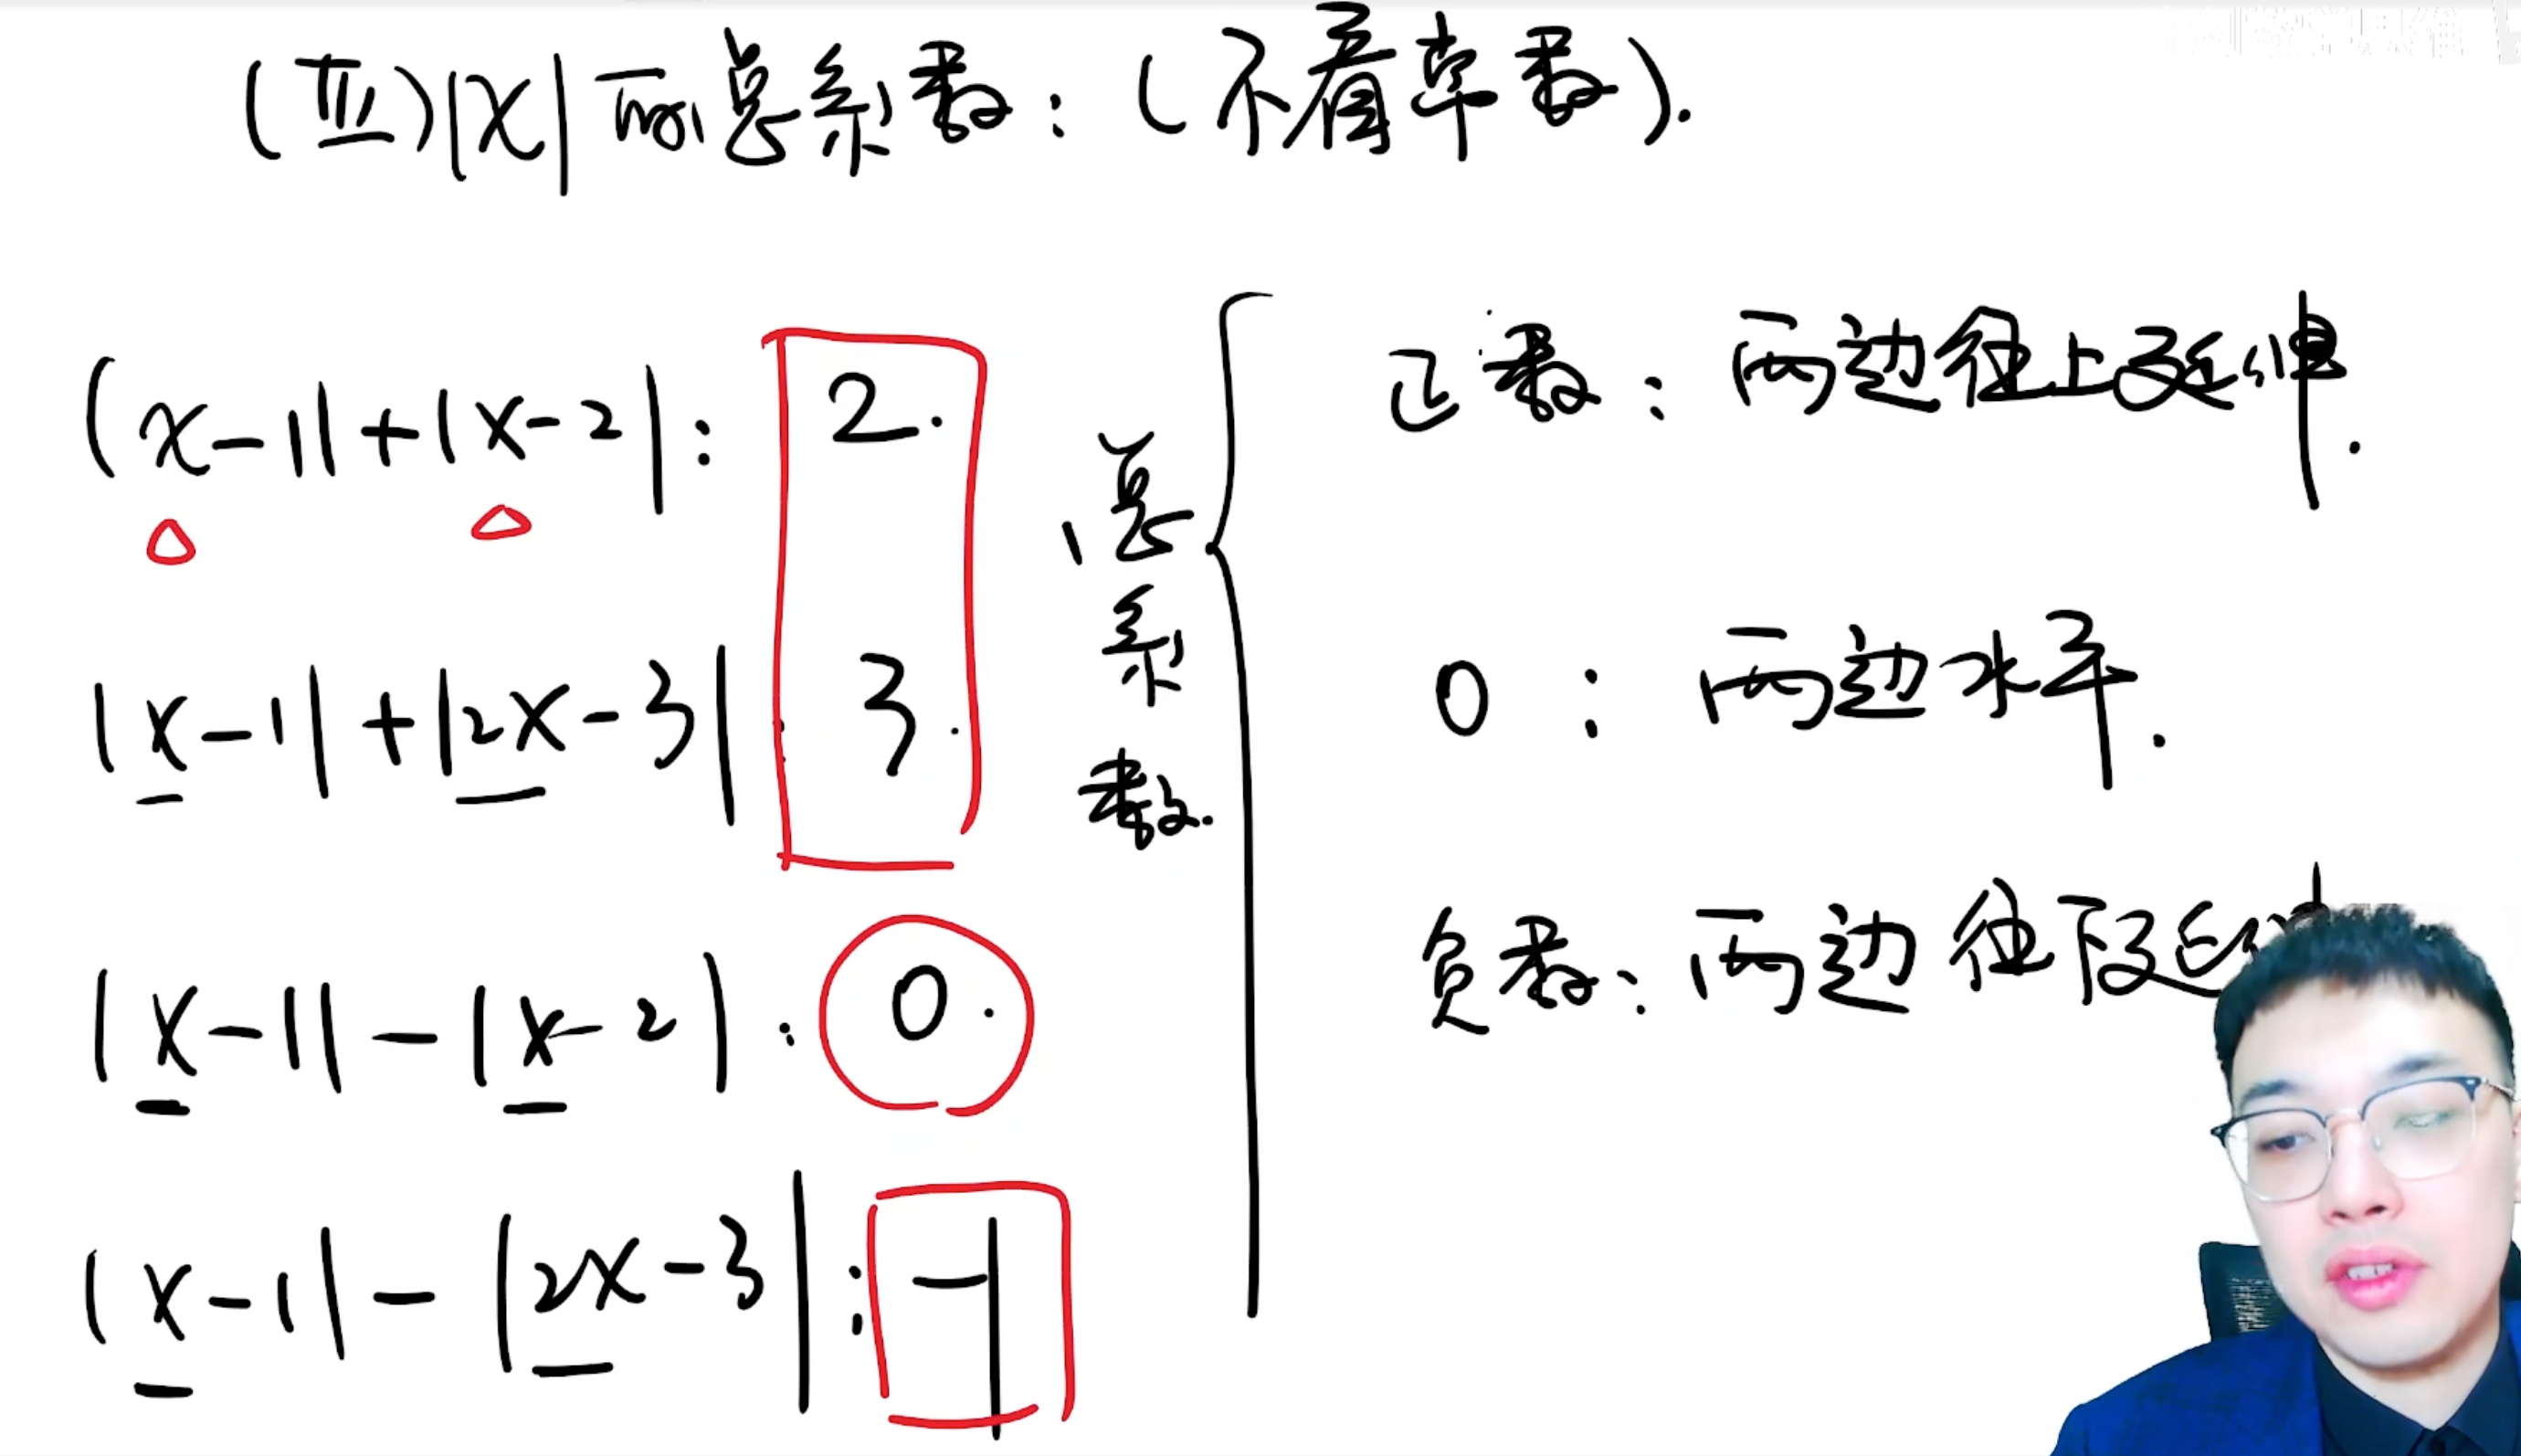 (Ⅲ)|x|的总系数：(不看常数).
|x-1|+|x-2|: 2.
|x-1|+|2x-3|: 3.
|x-1|-|x-2|: 0.
|x-1|-|2x-3|: -1
总系数.
正数：两边往上延伸.
0：两边水平.
负数：两边往下延